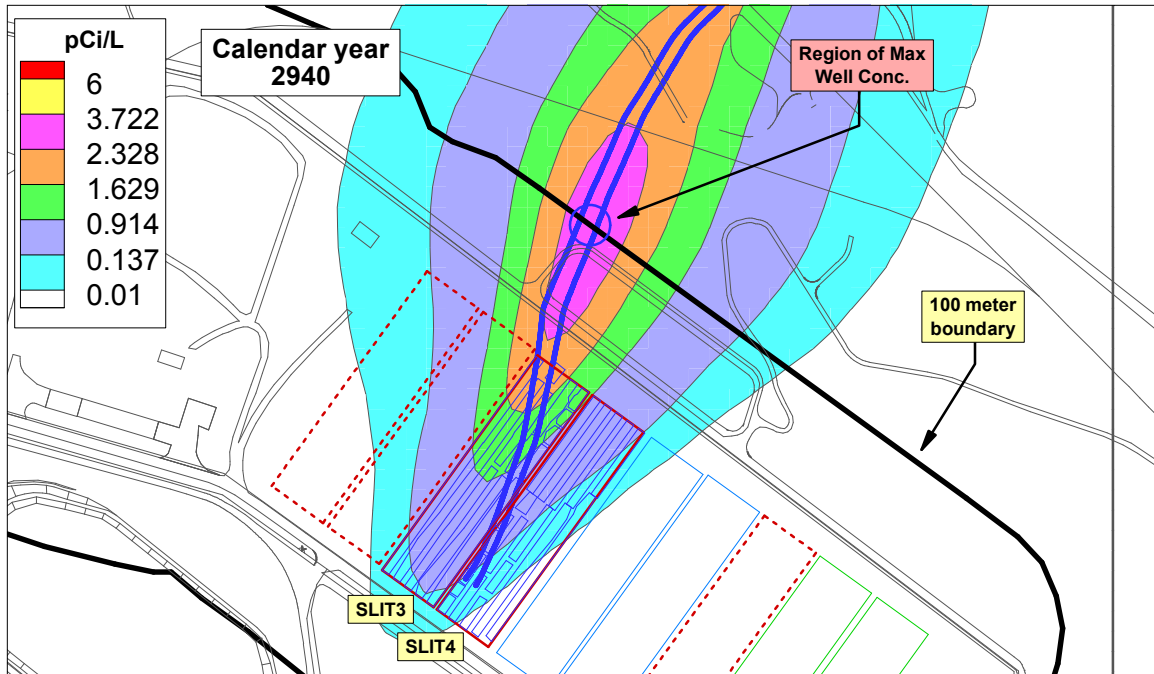 pCi/L
6
3.722
2.328
1.629
0.914
0.137
0.01
Calendar year
2940
Region of Max
Well Conc.
100 meter
boundary
SLIT3
SLIT4